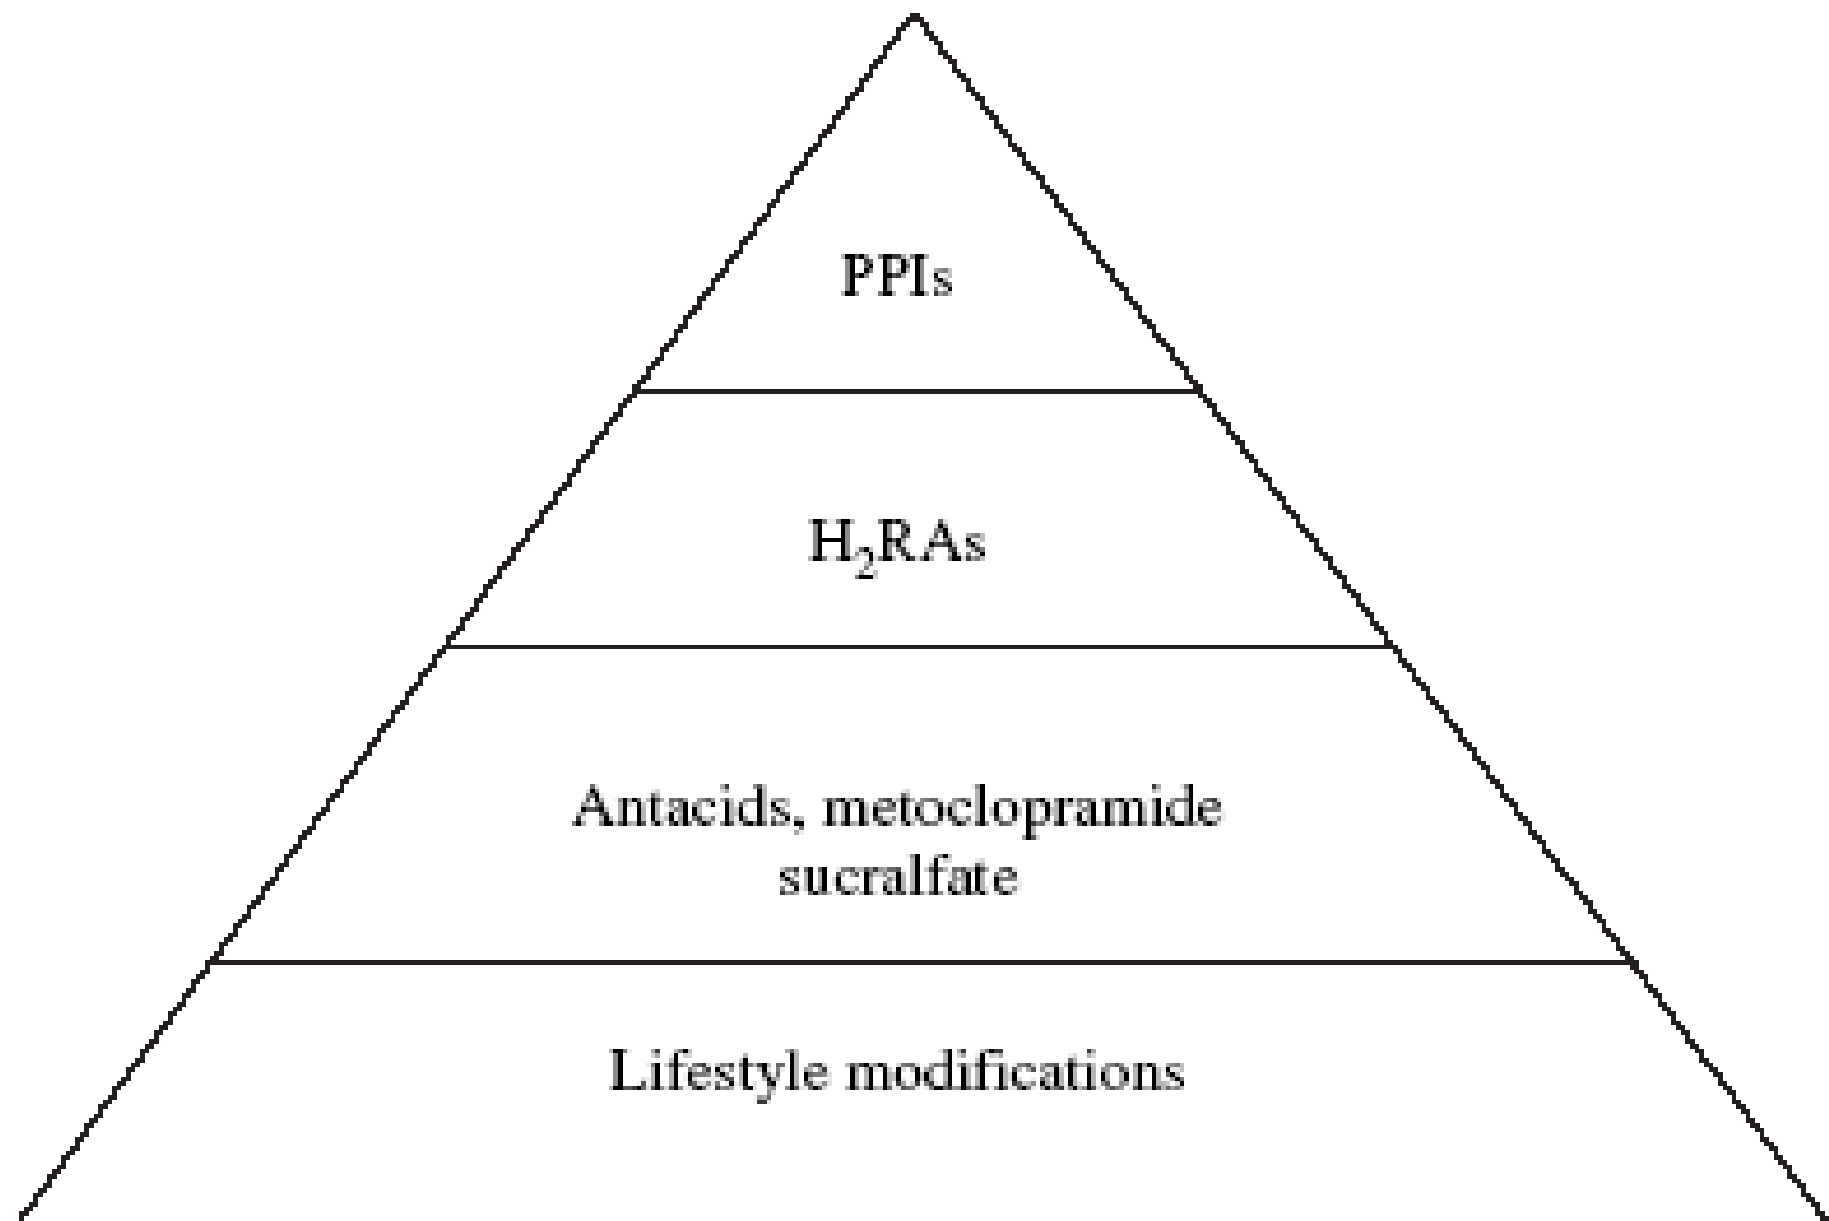 PPIs
H₂RAs
Antacids, metoclopramide
sucralfate
Lifestyle modifications